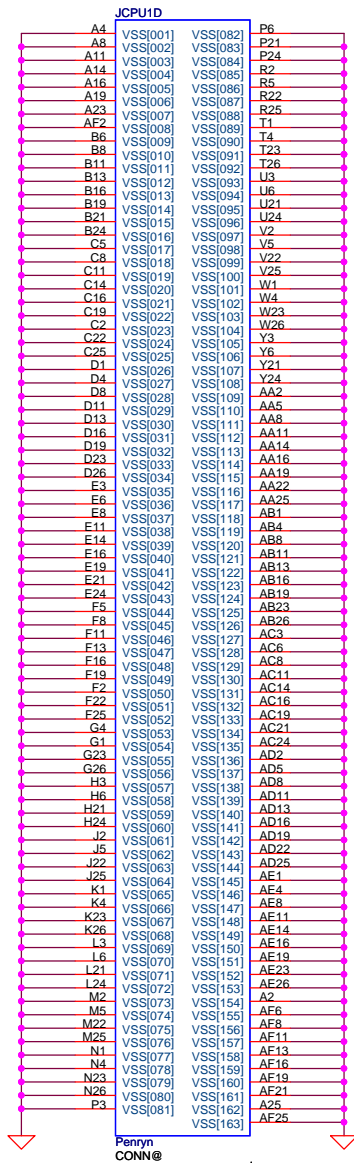 JCPU1D
A4 VSS[001] VSS[082] P6
A8 VSS[002] VSS[083] P21
A11 VSS[003] VSS[084] P24
A14 VSS[004] VSS[085] R2
A16 VSS[005] VSS[086] R5
A19 VSS[006] VSS[087] R22
A23 VSS[007] VSS[088] R25
AF2 VSS[008] VSS[089] T1
B6 VSS[009] VSS[090] T4
B8 VSS[010] VSS[091] T23
B11 VSS[011] VSS[092] T26
B13 VSS[012] VSS[093] U3
B16 VSS[013] VSS[094] U6
B19 VSS[014] VSS[095] U21
B21 VSS[015] VSS[096] U24
B24 VSS[016] VSS[097] V2
C5 VSS[017] VSS[098] V5
C8 VSS[018] VSS[099] V22
C11 VSS[019] VSS[100] V25
C14 VSS[020] VSS[101] W1
C16 VSS[021] VSS[102] W4
C19 VSS[022] VSS[103] W23
C2 VSS[023] VSS[104] W26
C22 VSS[024] VSS[105] Y3
C25 VSS[025] VSS[106] Y6
D1 VSS[026] VSS[107] Y21
D4 VSS[027] VSS[108] Y24
D8 VSS[028] VSS[109] AA2
D11 VSS[029] VSS[110] AA5
D13 VSS[030] VSS[111] AA8
D16 VSS[031] VSS[112] AA11
D19 VSS[032] VSS[113] AA14
D23 VSS[033] VSS[114] AA16
D26 VSS[034] VSS[115] AA19
E3 VSS[035] VSS[116] AA22
E6 VSS[036] VSS[117] AA25
E8 VSS[037] VSS[118] AB1
E11 VSS[038] VSS[119] AB4
E14 VSS[039] VSS[120] AB8
E16 VSS[040] VSS[121] AB11
E19 VSS[041] VSS[122] AB13
E21 VSS[042] VSS[123] AB16
E24 VSS[043] VSS[124] AB19
F5 VSS[044] VSS[125] AB23
F8 VSS[045] VSS[126] AB26
F11 VSS[046] VSS[127] AC3
F13 VSS[047] VSS[128] AC6
F16 VSS[048] VSS[129] AC8
F19 VSS[049] VSS[130] AC11
F2 VSS[050] VSS[131] AC14
F22 VSS[051] VSS[132] AC16
F25 VSS[052] VSS[133] AC19
G4 VSS[053] VSS[134] AC21
G1 VSS[054] VSS[135] AC24
G23 VSS[055] VSS[136] AD2
G26 VSS[056] VSS[137] AD5
H3 VSS[057] VSS[138] AD8
H6 VSS[058] VSS[139] AD11
H21 VSS[059] VSS[140] AD13
H24 VSS[060] VSS[141] AD16
J2 VSS[061] VSS[142] AD19
J5 VSS[062] VSS[143] AD22
J22 VSS[063] VSS[144] AD25
J25 VSS[064] VSS[145] AE1
K1 VSS[065] VSS[146] AE4
K4 VSS[066] VSS[147] AE8
K23 VSS[067] VSS[148] AE11
K26 VSS[068] VSS[149] AE14
L3 VSS[069] VSS[150] AE16
L6 VSS[070] VSS[151] AE19
L21 VSS[071] VSS[152] AE23
L24 VSS[072] VSS[153] AE26
M2 VSS[073] VSS[154] A2
M5 VSS[074] VSS[155] AF6
M22 VSS[075] VSS[156] AF8
M25 VSS[076] VSS[157] AF11
N1 VSS[077] VSS[158] AF13
N4 VSS[078] VSS[159] AF16
N23 VSS[079] VSS[160] AF19
N26 VSS[080] VSS[161] AF21
P3 VSS[081] VSS[162] A25
VSS[163] AF25
Penryn
CONN@